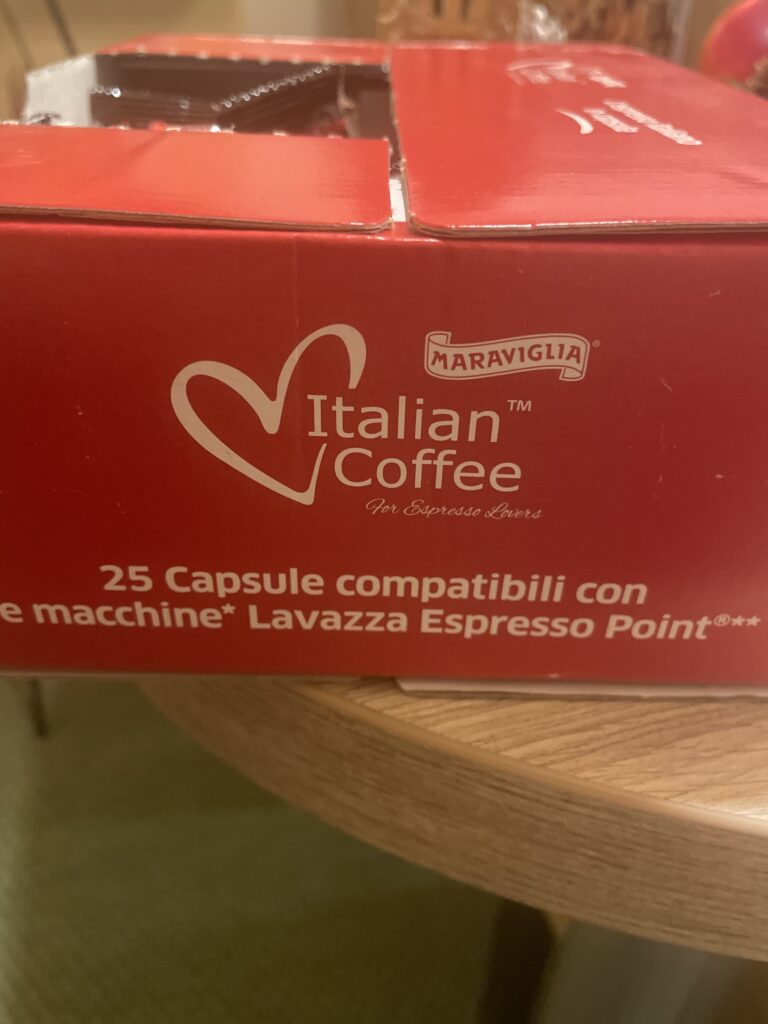 MARAVIGLIA®
Italian™
Coffee
For Espresso Lovers
25 Capsule compatibili con
e macchine* Lavazza Espresso Point®**